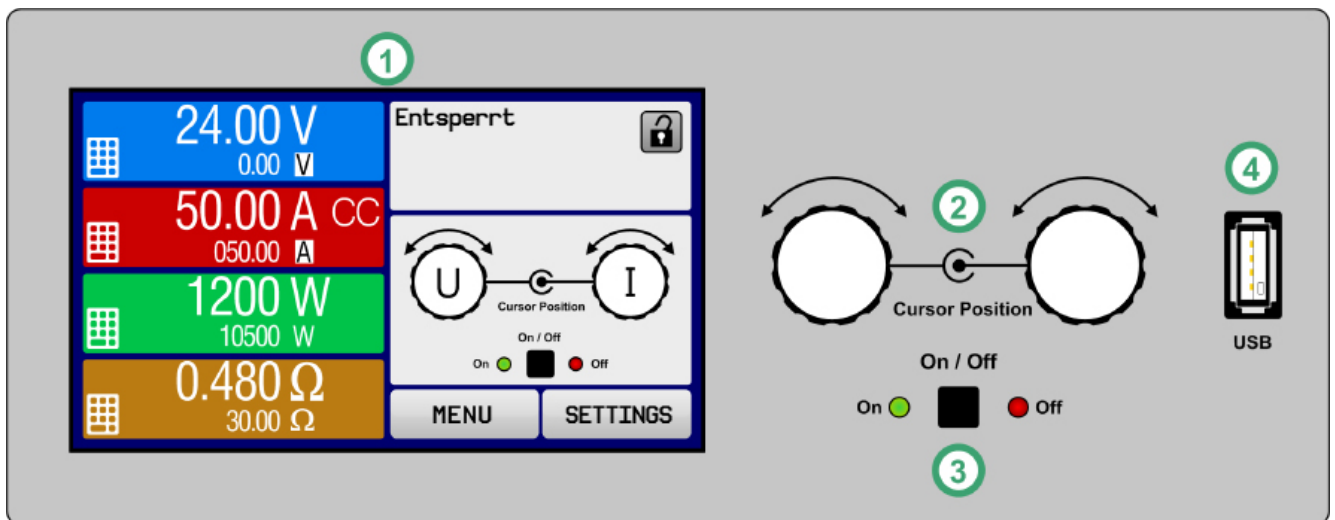 1
24.00 V
0.00 V
50.00 A CC
050.00 A
1200 W
10500 W
0.480 Ω
30.00 Ω
Entsperrt
U
I
Cursor Position
On / Off
On
Off
MENU
SETTINGS
2
Cursor Position
On / Off
On
Off
3
4
USB